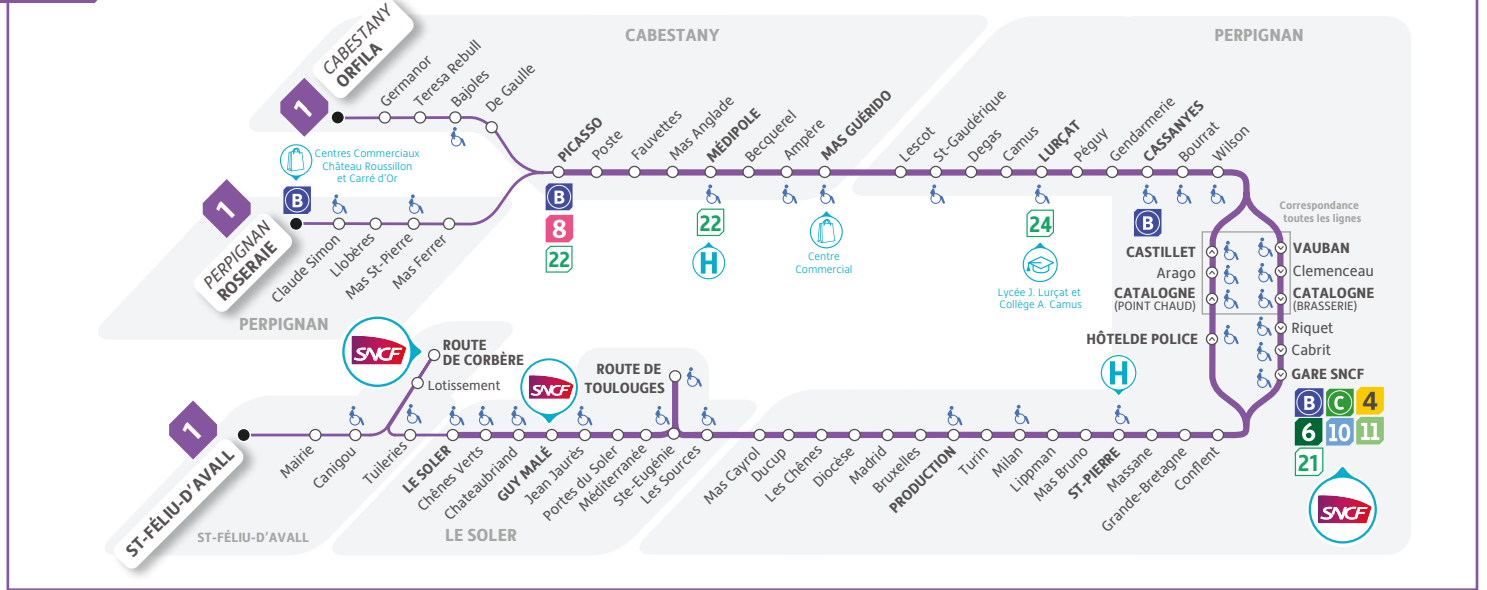 CABESTANY
PERPIGNAN
1
CABESTANY
ORFILA
Germanor
Teresa Rebull
Bajoles
De Gaulle
Centres Commerciaux
Château Roussillon
et Carré d'Or
B
1
PERPIGNAN
ROSERAIE
Claude Simon
Llobères
Mas St-Pierre
Mas Ferrer
PERPIGNAN
PICASSO
Poste
Fauvettes
Mas Anglade
MÉDIPOLE
Becquerel
Ampère
MAS GUÉRIDO
Lescot
St-Gaudérique
Degas
Camus
LURÇAT
Péguy
Gendarmerie
CASSANYES
Bourrat
Wilson
B
8
22
22
H
Centre
Commercial
24
Lycée J. Lurçat et
Collège A. Camus
B
Correspondance
toutes les lignes
CASTILLET
Arago
CATALOGNE
(POINT CHAUD)
HÔTELDE POLICE
VAUBAN
Clemenceau
CATALOGNE
(BRASSERIE)
Riquet
Cabrit
GARE SNCF
B C 4
6 10 11
21
SNCF
SNCF
ROUTE
DE CORBÈRE
Lotissement
SNCF
ROUTE DE
TOULOUGES
H
1
ST-FÉLIU-D'AVALL
Mairie
Canigou
Tuileries
LE SOLER
Chênes Verts
Chateaubriand
GUY MALÉ
Jean Jaurès
Portes du Soler
Méditerranée
Ste-Eugénie
Les Sources
Mas Cayrol
Ducup
Les Chênes
Diocèse
Madrid
Bruxelles
PRODUCTION
Turin
Milan
Lippman
Mas Bruno
ST-PIERRE
Massane
Grande-Bretagne
Conflent
ST-FÉLIU-D'AVALL
LE SOLER